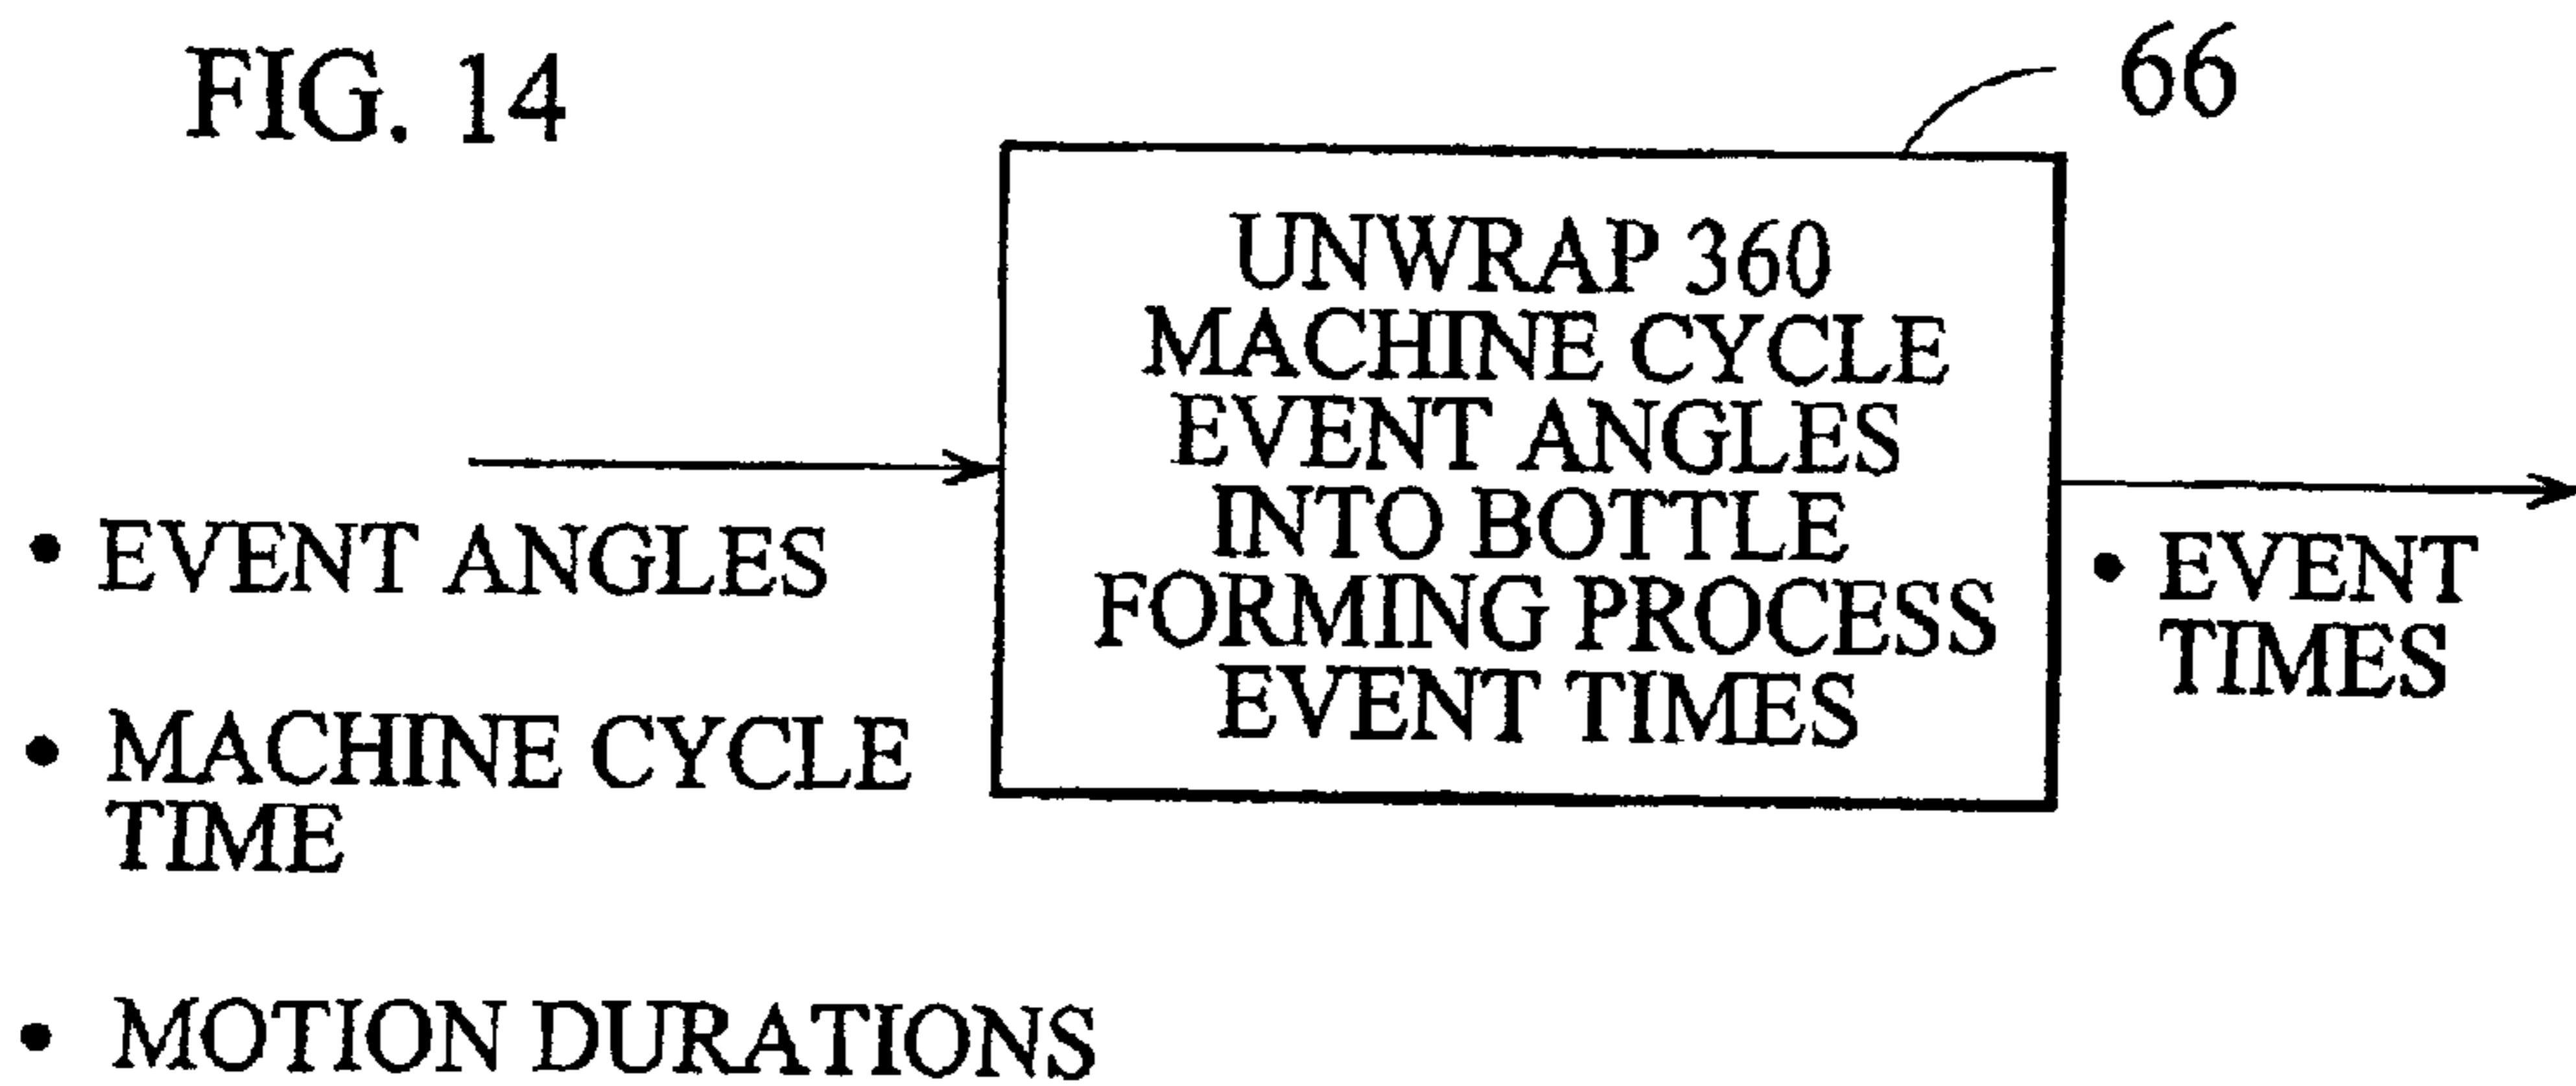 FIG. 14
66
UNWRAP 360
MACHINE CYCLE
EVENT ANGLES
INTO BOTTLE
FORMING PROCESS
EVENT TIMES
• EVENT ANGLES
• MACHINE CYCLE
TIME
• MOTION DURATIONS
• EVENT
TIMES